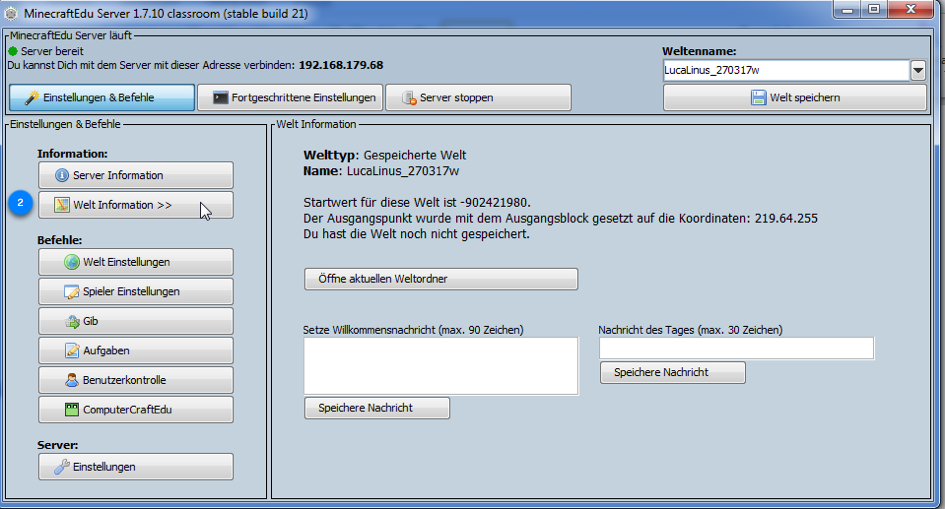 MinecraftEdu Server 1.7.10 classroom (stable build 21)
MinecraftEdu Server läuft
Server bereit
Du kannst Dich mit dem Server mit dieser Adresse verbinden: 192.168.179.68
Weltenname:
LucaLinus_270317w
Einstellungen & Befehle
Fortgeschrittene Einstellungen
Server stoppen
Welt speichern
Einstellungen & Befehle
Information:
Server Information
2
Welt Information >>
Befehle:
Welt Einstellungen
Spieler Einstellungen
Gib
Aufgaben
Benutzerkontrolle
ComputerCraftEdu
Server:
Einstellungen
Welt Information
Welttyp: Gespeicherte Welt
Name: LucaLinus_270317w
Startwert für diese Welt ist -902421980.
Der Ausgangspunkt wurde mit dem Ausgangsblock gesetzt auf die Koordinaten: 219.64.255
Du hast die Welt noch nicht gespeichert.
Öffne aktuellen Weltordner
Setze Willkommensnachricht (max. 90 Zeichen)
Speichere Nachricht
Nachricht des Tages (max. 30 Zeichen)
Speichere Nachricht